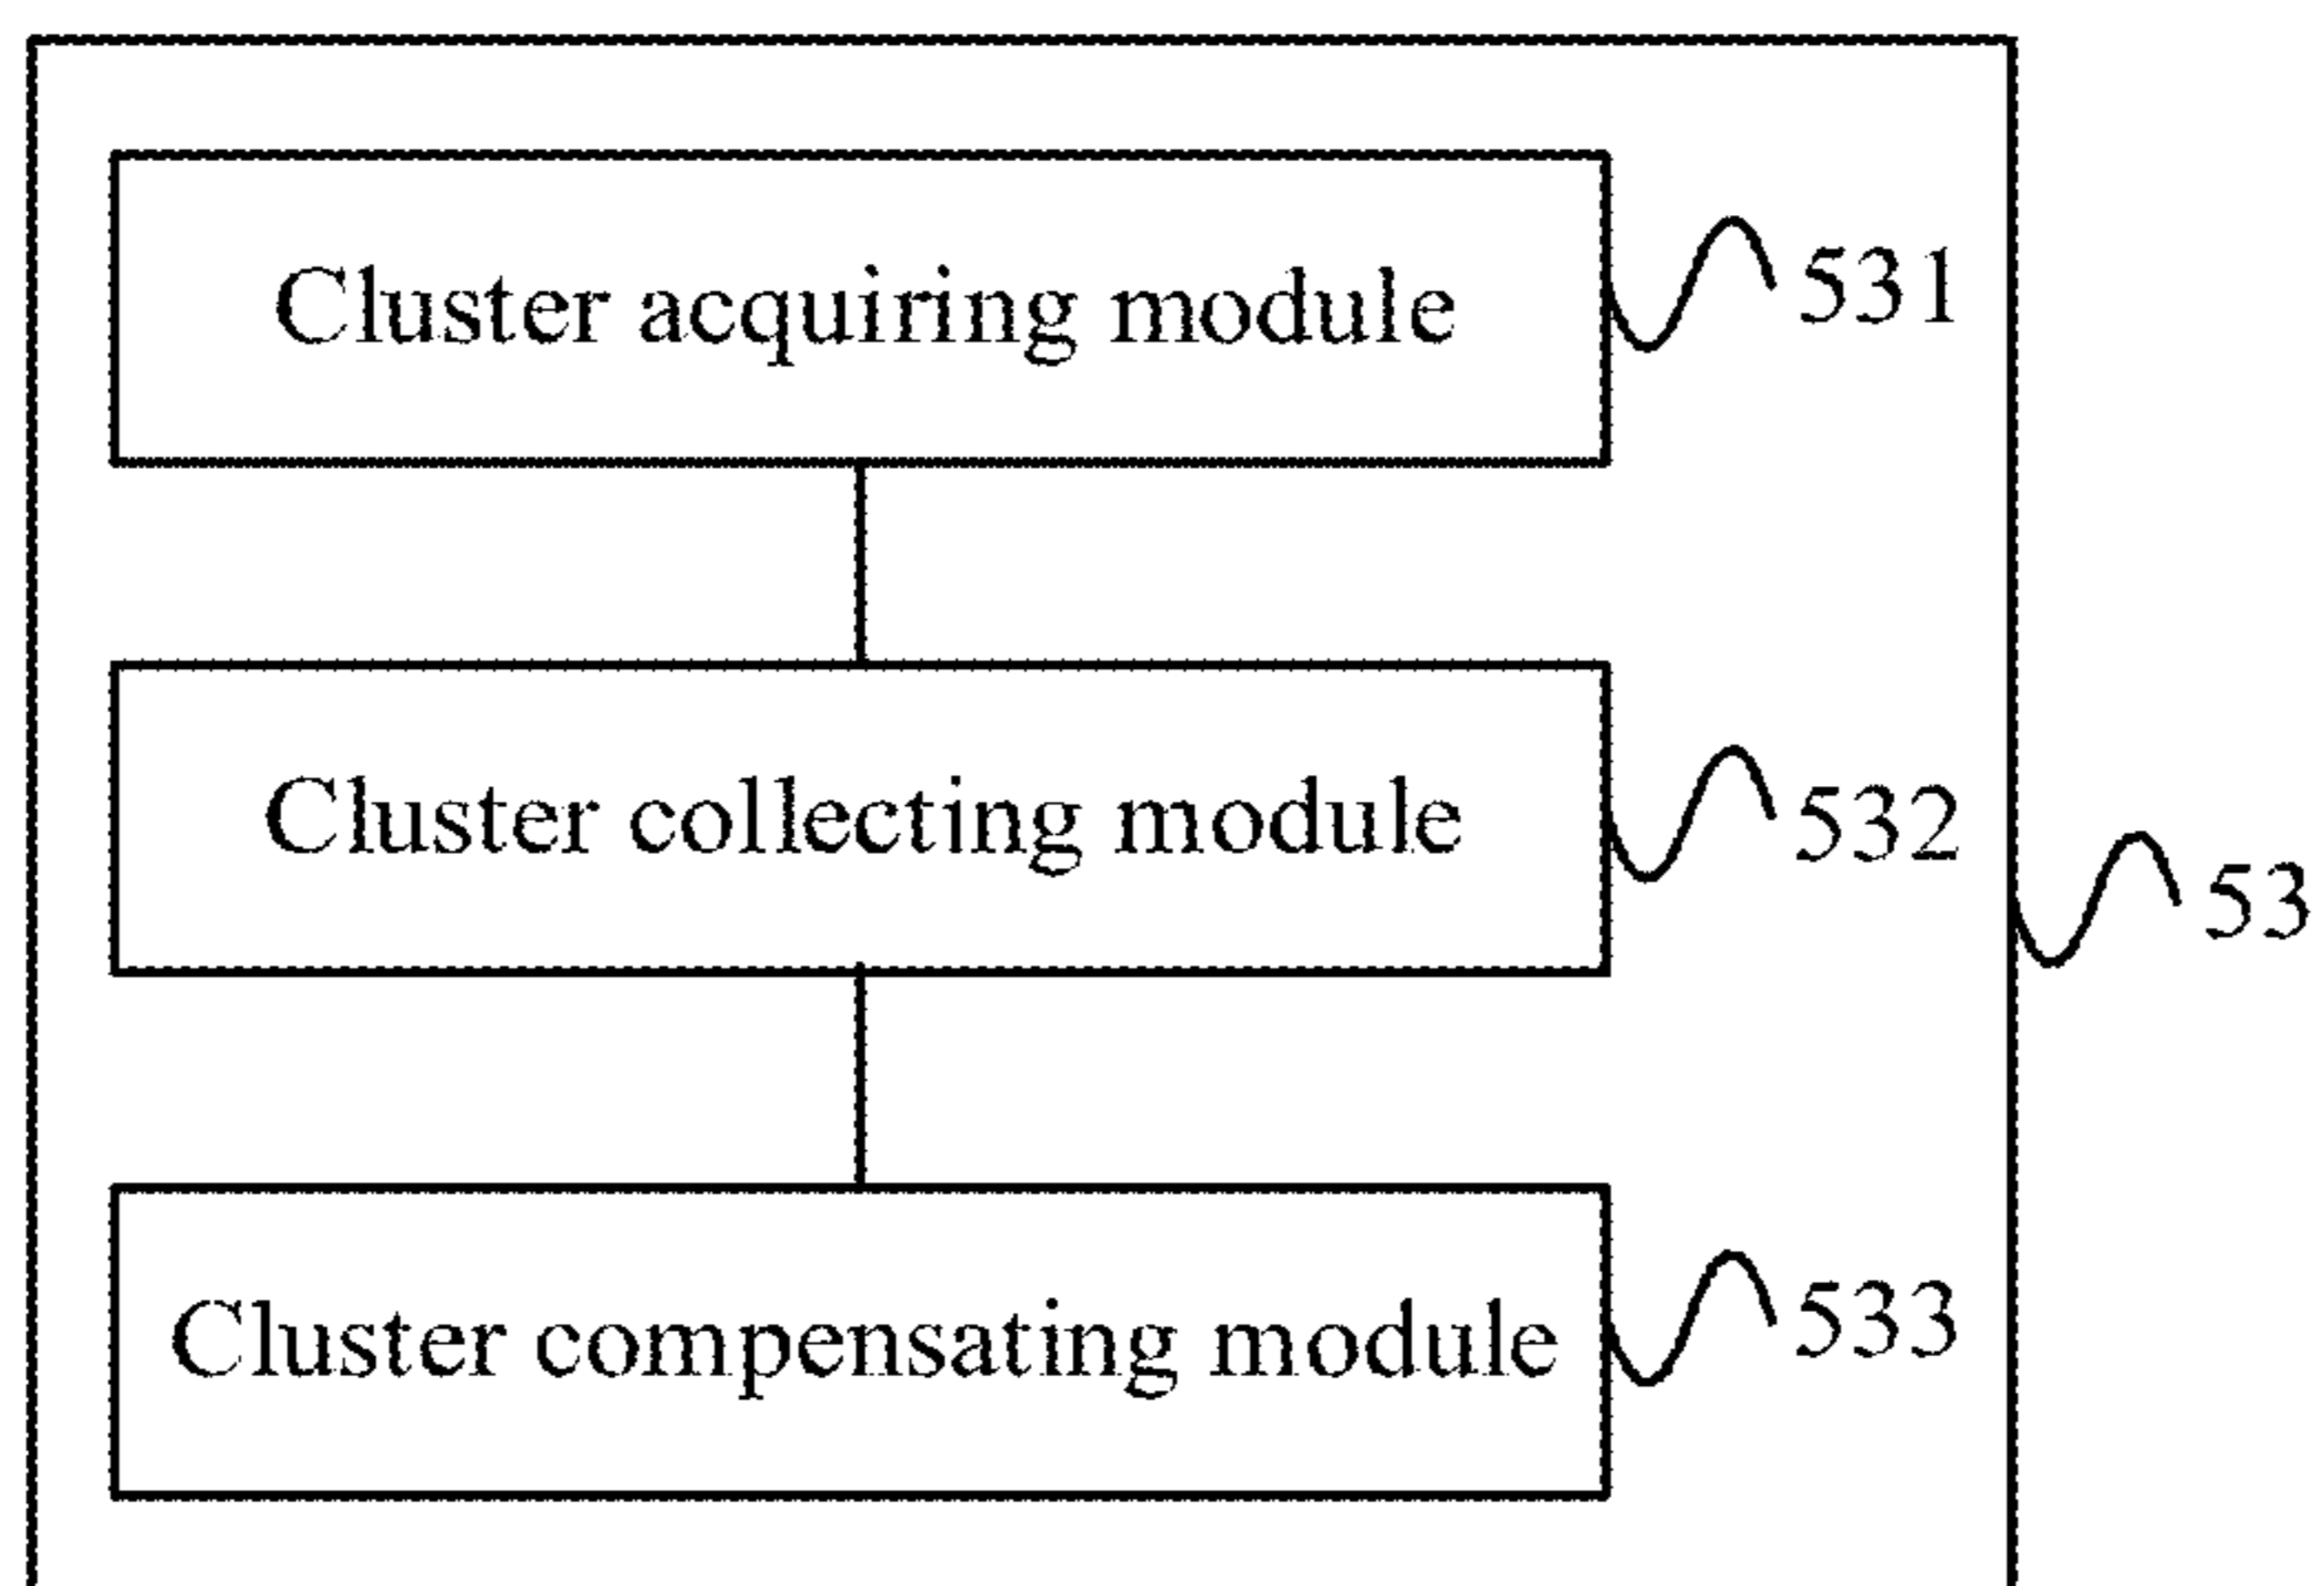 Cluster acquiring module
531
Cluster collecting module
532
53
Cluster compensating module
533